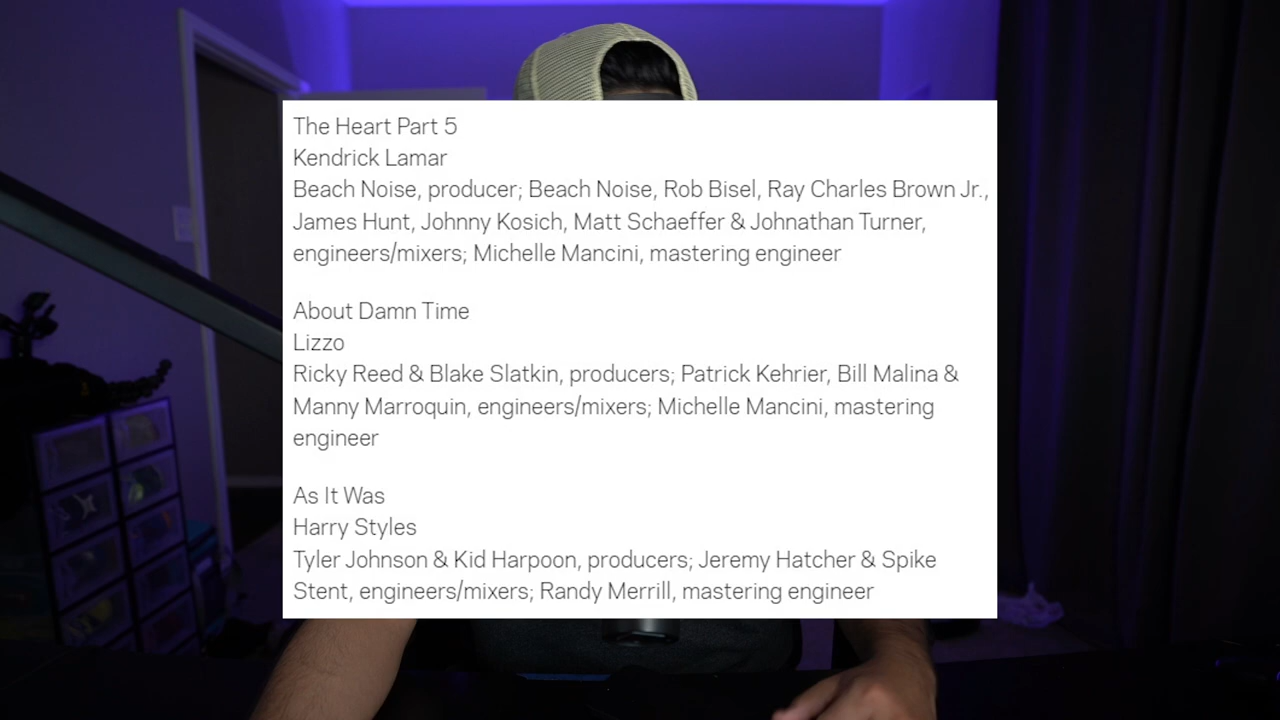 The Heart Part 5
Kendrick Lamar
Beach Noise, producer; Beach Noise, Rob Bisel, Ray Charles Brown Jr.,
James Hunt, Johnny Kosich, Matt Schaeffer & Johnathan Turner,
engineers/mixers; Michelle Mancini, mastering engineer
About Damn Time
Lizzo
Ricky Reed & Blake Slatkin, producers; Patrick Kehrier, Bill Malina &
Manny Marroquin, engineers/mixers; Michelle Mancini, mastering
engineer
As It Was
Harry Styles
Tyler Johnson & Kid Harpoon, producers; Jeremy Hatcher & Spike
Stent, engineers/mixers; Randy Merrill, mastering engineer